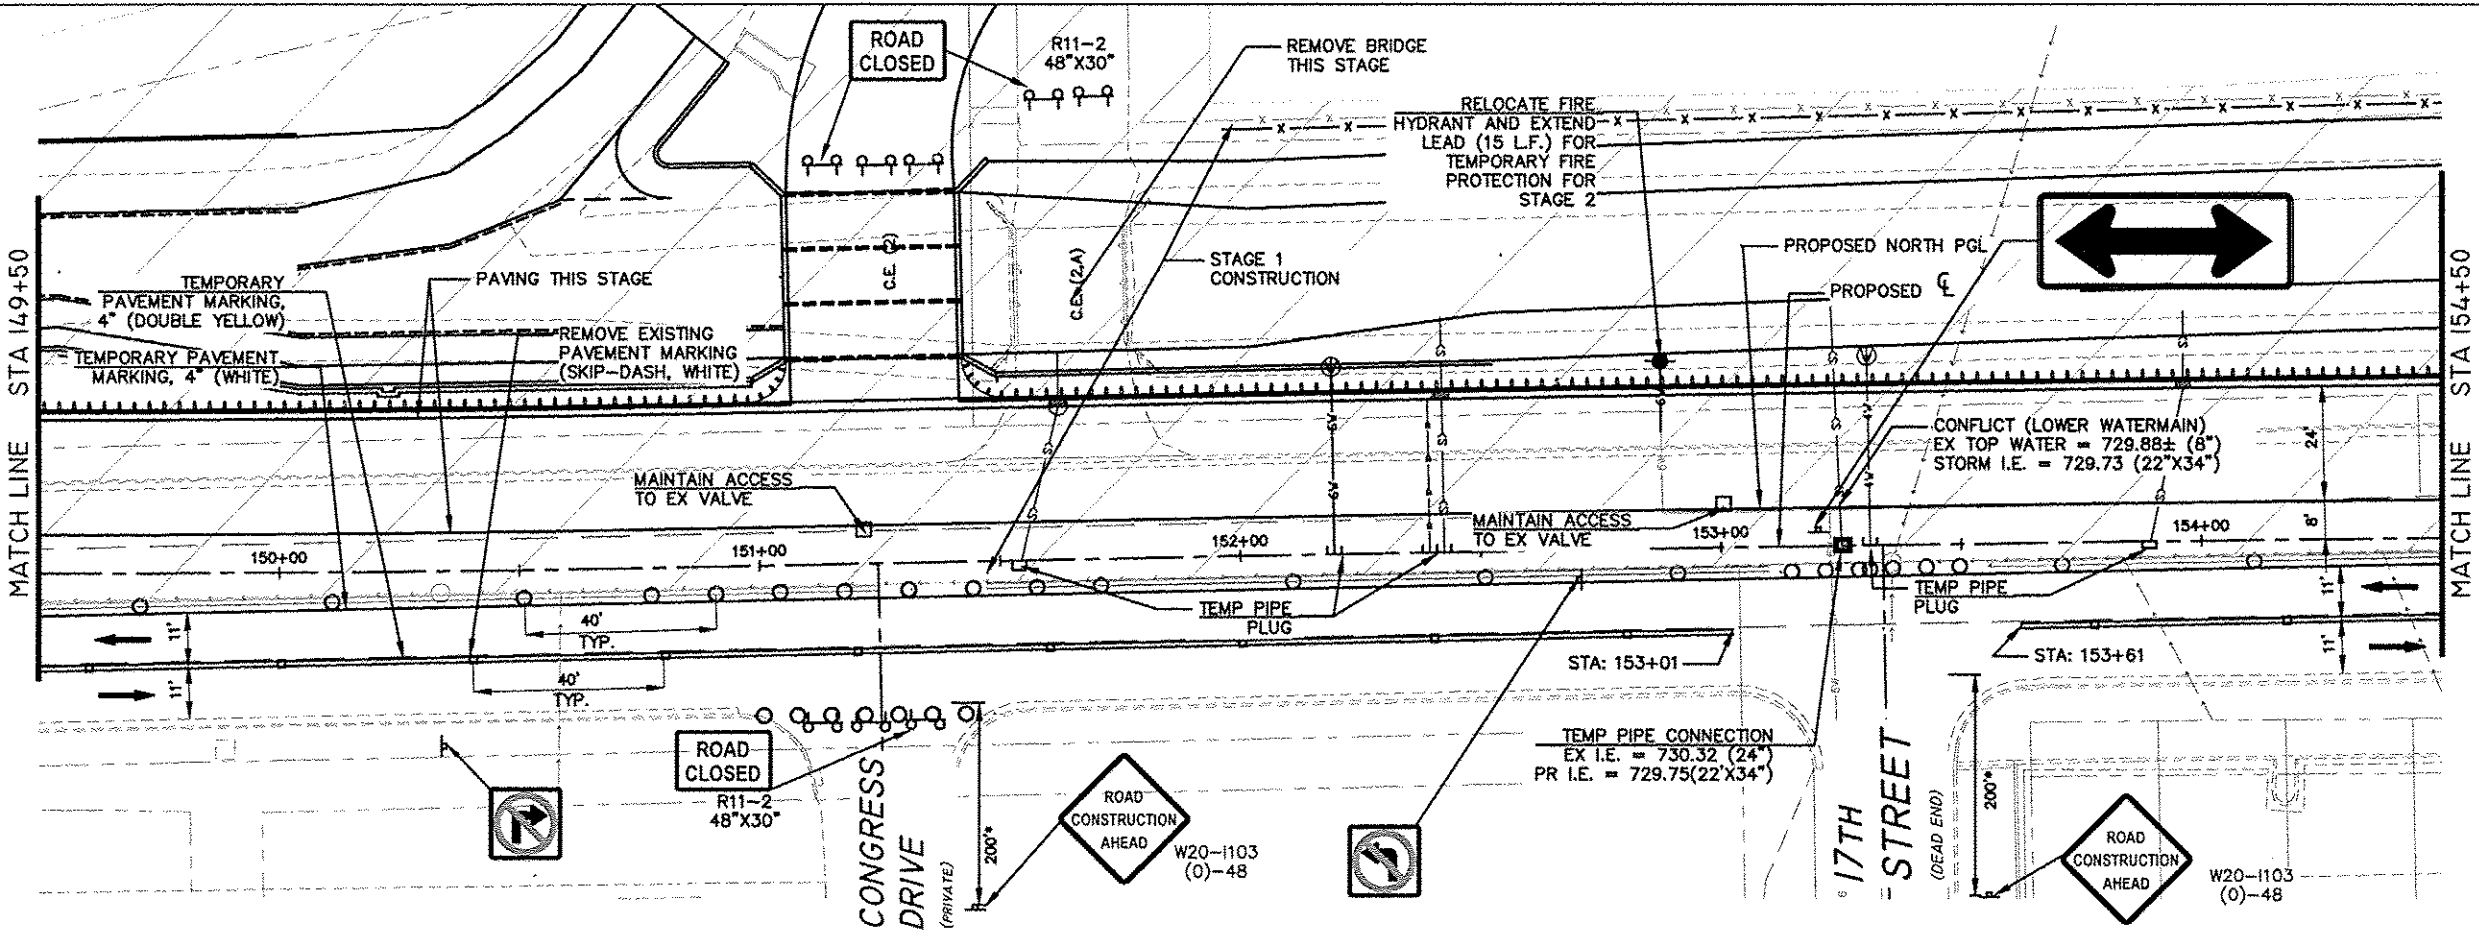 ROAD
CLOSED
R11-2
48"X30"
REMOVE BRIDGE
THIS STAGE
RELOCATE FIRE
HYDRANT AND EXTEND
LEAD (15 L.F.) FOR
TEMPORARY FIRE
PROTECTION FOR
STAGE 2
MATCH LINE STA 149+50
TEMPORARY
PAVEMENT MARKING,
4" (DOUBLE YELLOW)
PAVING THIS STAGE
REMOVE EXISTING
PAVEMENT MARKING
(SKIP-DASH, WHITE)
TEMPORARY PAVEMENT
MARKING, 4" (WHITE)
C.E. (2)
C.E. (2,A)
STAGE 1
CONSTRUCTION
PROPOSED NORTH PGL
PROPOSED ℄
MATCH LINE STA 154+50
CONFLICT (LOWER WATERMAIN)
EX TOP WATER = 729.88± (8")
STORM I.E. = 729.73 (22"X34")
24'
8'
MAINTAIN ACCESS
TO EX VALVE
MAINTAIN ACCESS
TO EX VALVE
150+00
151+00
152+00
153+00
154+00
TEMP PIPE
PLUG
TEMP PIPE
PLUG
11'
11'
40'
TYP.
40'
TYP.
11'
11'
STA: 153+01
STA: 153+61
ROAD
CLOSED
R11-2
48"X30"
CONGRESS
DRIVE
(PRIVATE)
200'*
ROAD
CONSTRUCTION
AHEAD
W20-I103
(O)-48
TEMP PIPE CONNECTION
EX I.E. = 730.32 (24")
PR I.E. = 729.75(22"X34")
17TH
STREET
(DEAD END)
200'*
ROAD
CONSTRUCTION
AHEAD
W20-I103
(O)-48